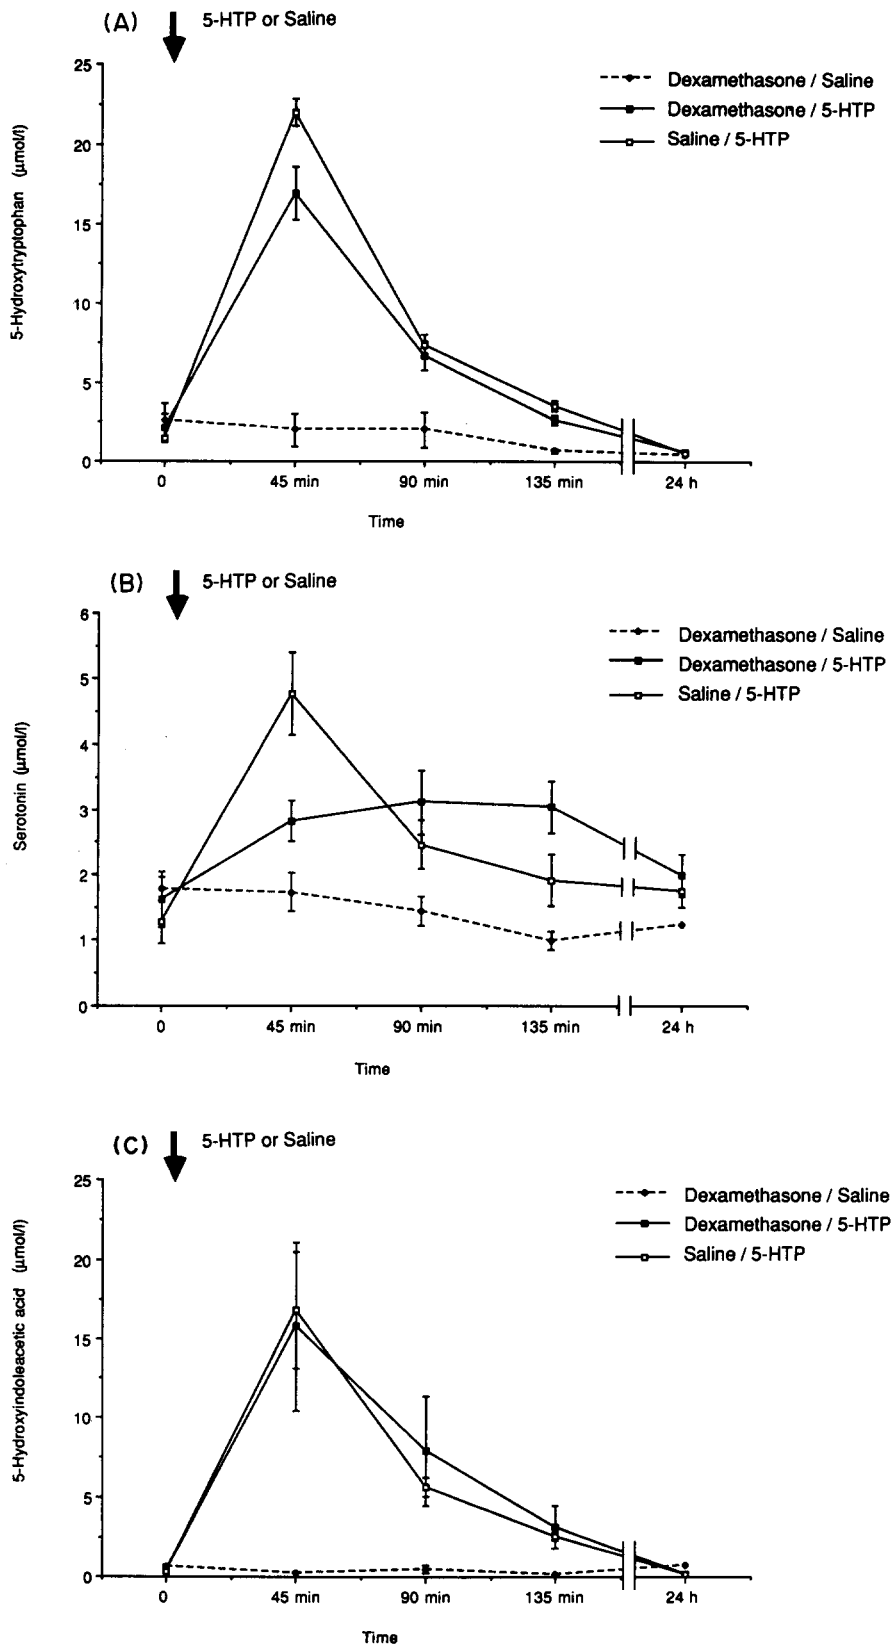 (A) 5-HTP or Saline
Dexamethasone / Saline
Dexamethasone / 5-HTP
Saline / 5-HTP
5-Hydroxytryptophan (μmol/l)
25
20
15
10
5
0
0 45 min 90 min 135 min 24 h
Time
(B) 5-HTP or Saline
Dexamethasone / Saline
Dexamethasone / 5-HTP
Saline / 5-HTP
Serotonin (μmol/l)
6
5
4
3
2
1
0
0 45 min 90 min 135 min 24 h
Time
(C) 5-HTP or Saline
Dexamethasone / Saline
Dexamethasone / 5-HTP
Saline / 5-HTP
5-Hydroxyindoleacetic acid (μmol/l)
25
20
15
10
5
0
0 45 min 90 min 135 min 24 h
Time